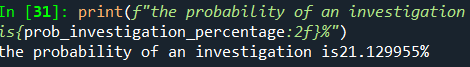 In [31]: print(f"the probability of an investigation
is{prob_investigation_percentage:2f}%")
the probability of an investigation is21.129955%